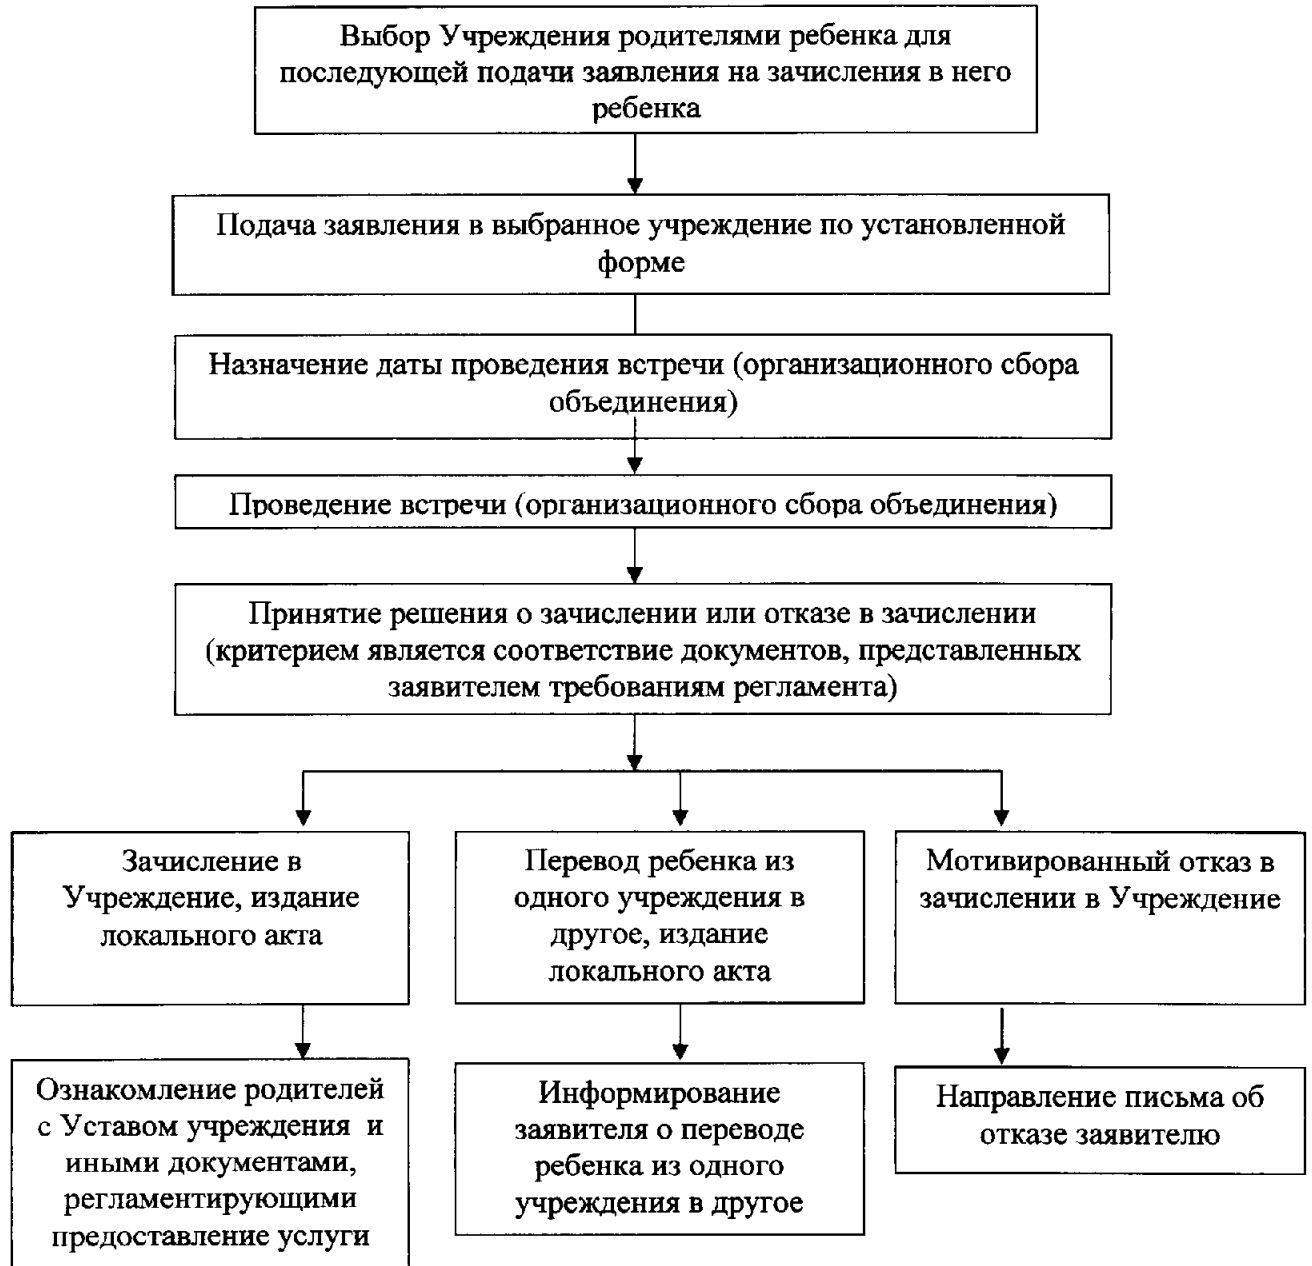 Выбор Учреждения родителями ребенка для
последующей подачи заявления на зачисления в него
ребенка
Подача заявления в выбранное учреждение по установленной
форме
Назначение даты проведения встречи (организационного сбора
объединения)
Проведение встречи (организационного сбора объединения)
Принятие решения о зачислении или отказе в зачислении
(критерием является соответствие документов, представленных
заявителем требованиям регламента)
Зачисление в
Учреждение, издание
локального акта
Перевод ребенка из
одного учреждения в
другое, издание
локального акта
Мотивированный отказ в
зачислении в Учреждение
Ознакомление родителей
с Уставом учреждения и
иными документами,
регламентирующими
предоставление услуги
Информирование
заявителя о переводе
ребенка из одного
учреждения в другое
Направление письма об
отказе заявителю